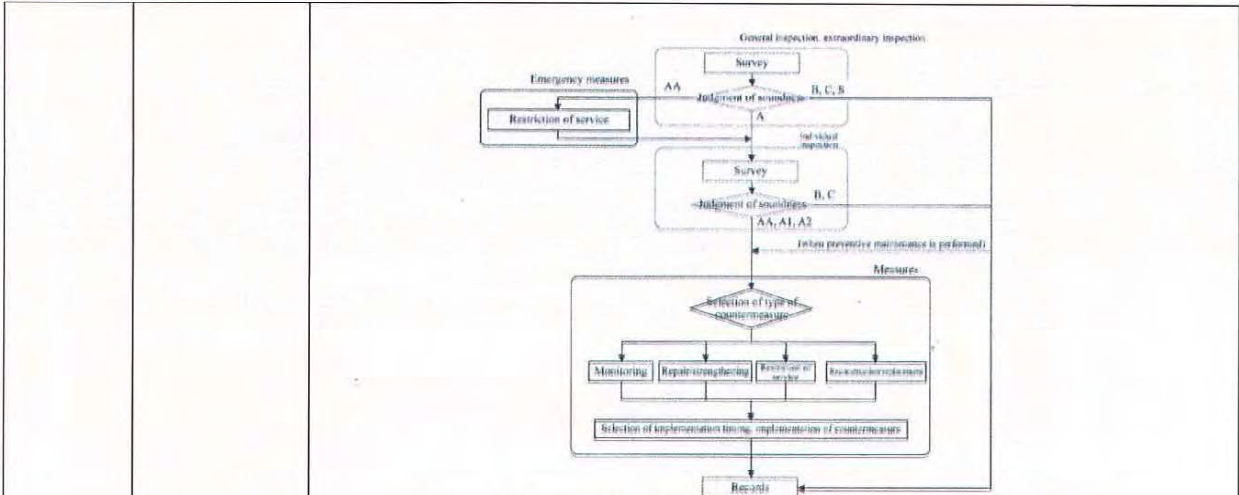 General inspection, extraordinary inspection
Survey
Emergency measures
AA
B, C, S
Judgment of soundness
Restriction of service
A
Individual
inspection
Survey
B, C
Judgment of soundness
AA, A1, A2
(when preventive maintenance is performed)
Measures
Selection of type of
countermeasure
Monitoring
Repair/strengthening
Restriction of
service
Selection of implementation timing, implementation of countermeasure
Records